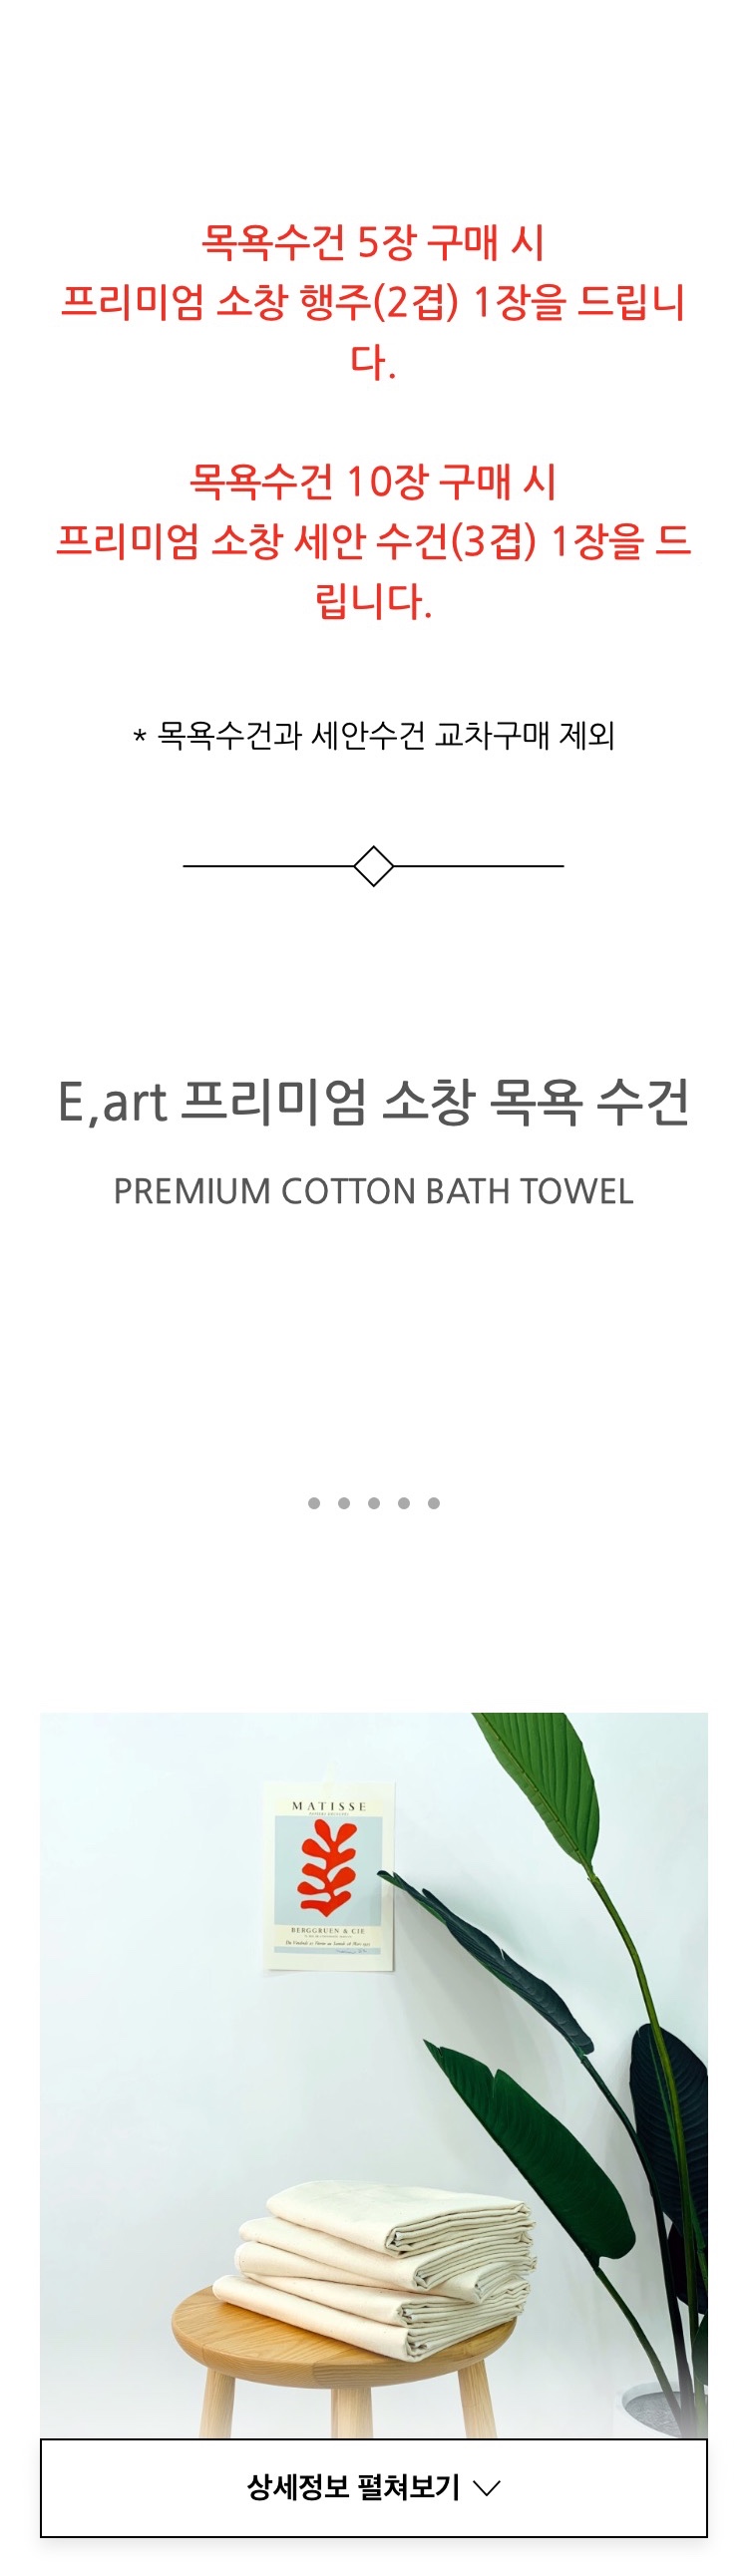 목욕수건 5장 구매 시
프리미엄 소창 행주(2겹) 1장을 드립니
다.
목욕수건 10장 구매 시
프리미엄 소창 세안 수건(3겹) 1장을 드
립니다.
* 목욕수건과 세안수건 교차구매 제외
E,art 프리미엄 소창 목욕 수건
PREMIUM COTTON BATH TOWEL
MATISSE
BERGGRUEN & CIE
상세정보 펼쳐보기